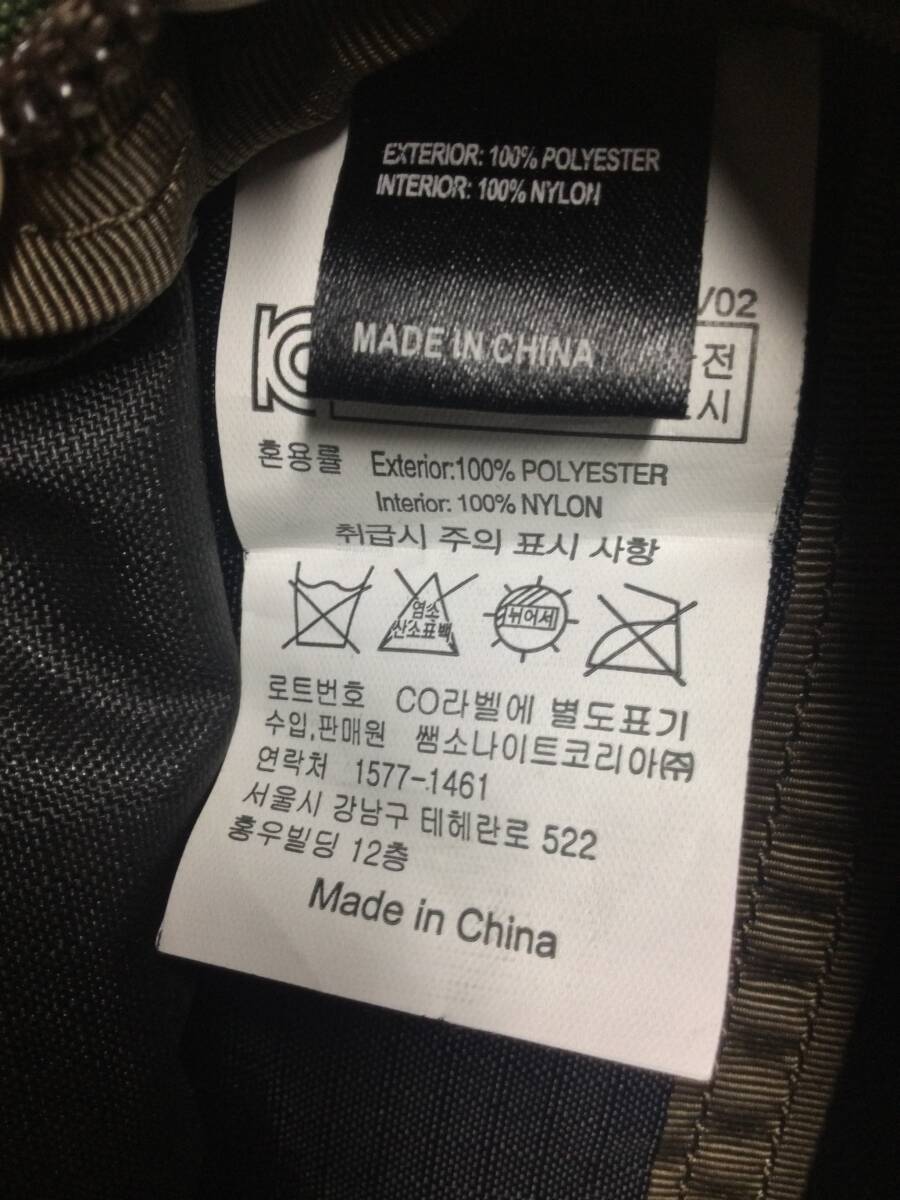 EXTERIOR: 100% POLYESTER
INTERIOR: 100% NYLON
MADE IN CHINA
/02
전
시
혼용률 Exterior:100% POLYESTER
Interior: 100% NYLON
취급시 주의 표시 사항
염소
산소표백
뉘어세
로트번호 CO라벨에 별도표기
수입,판매원 쌤소나이트코리아㈜
연락처 1577-1461
서울시 강남구 테헤란로 522
홍우빌딩 12층
Made in China